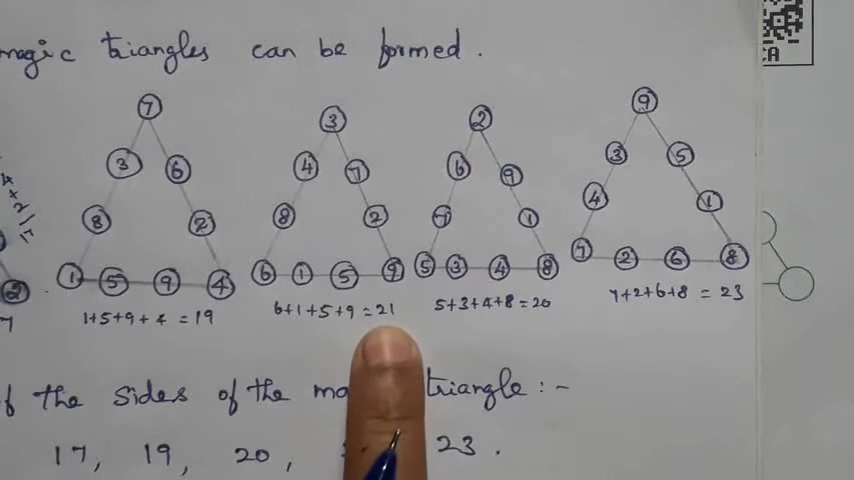 magic triangles can be formed.
7
3 6
8 2
1 5 9 4
1+5+9+4 = 19
3
4 7
8 2
6 1 5 9
6+1+5+9 = 21
2
6 9
7 1
5 3 4 8
5+3+4+8 = 20
9
3 5
4 1
7 2 6 8
7+2+6+8 = 23
of the sides of the triangle :-
17, 19, 20, 23.